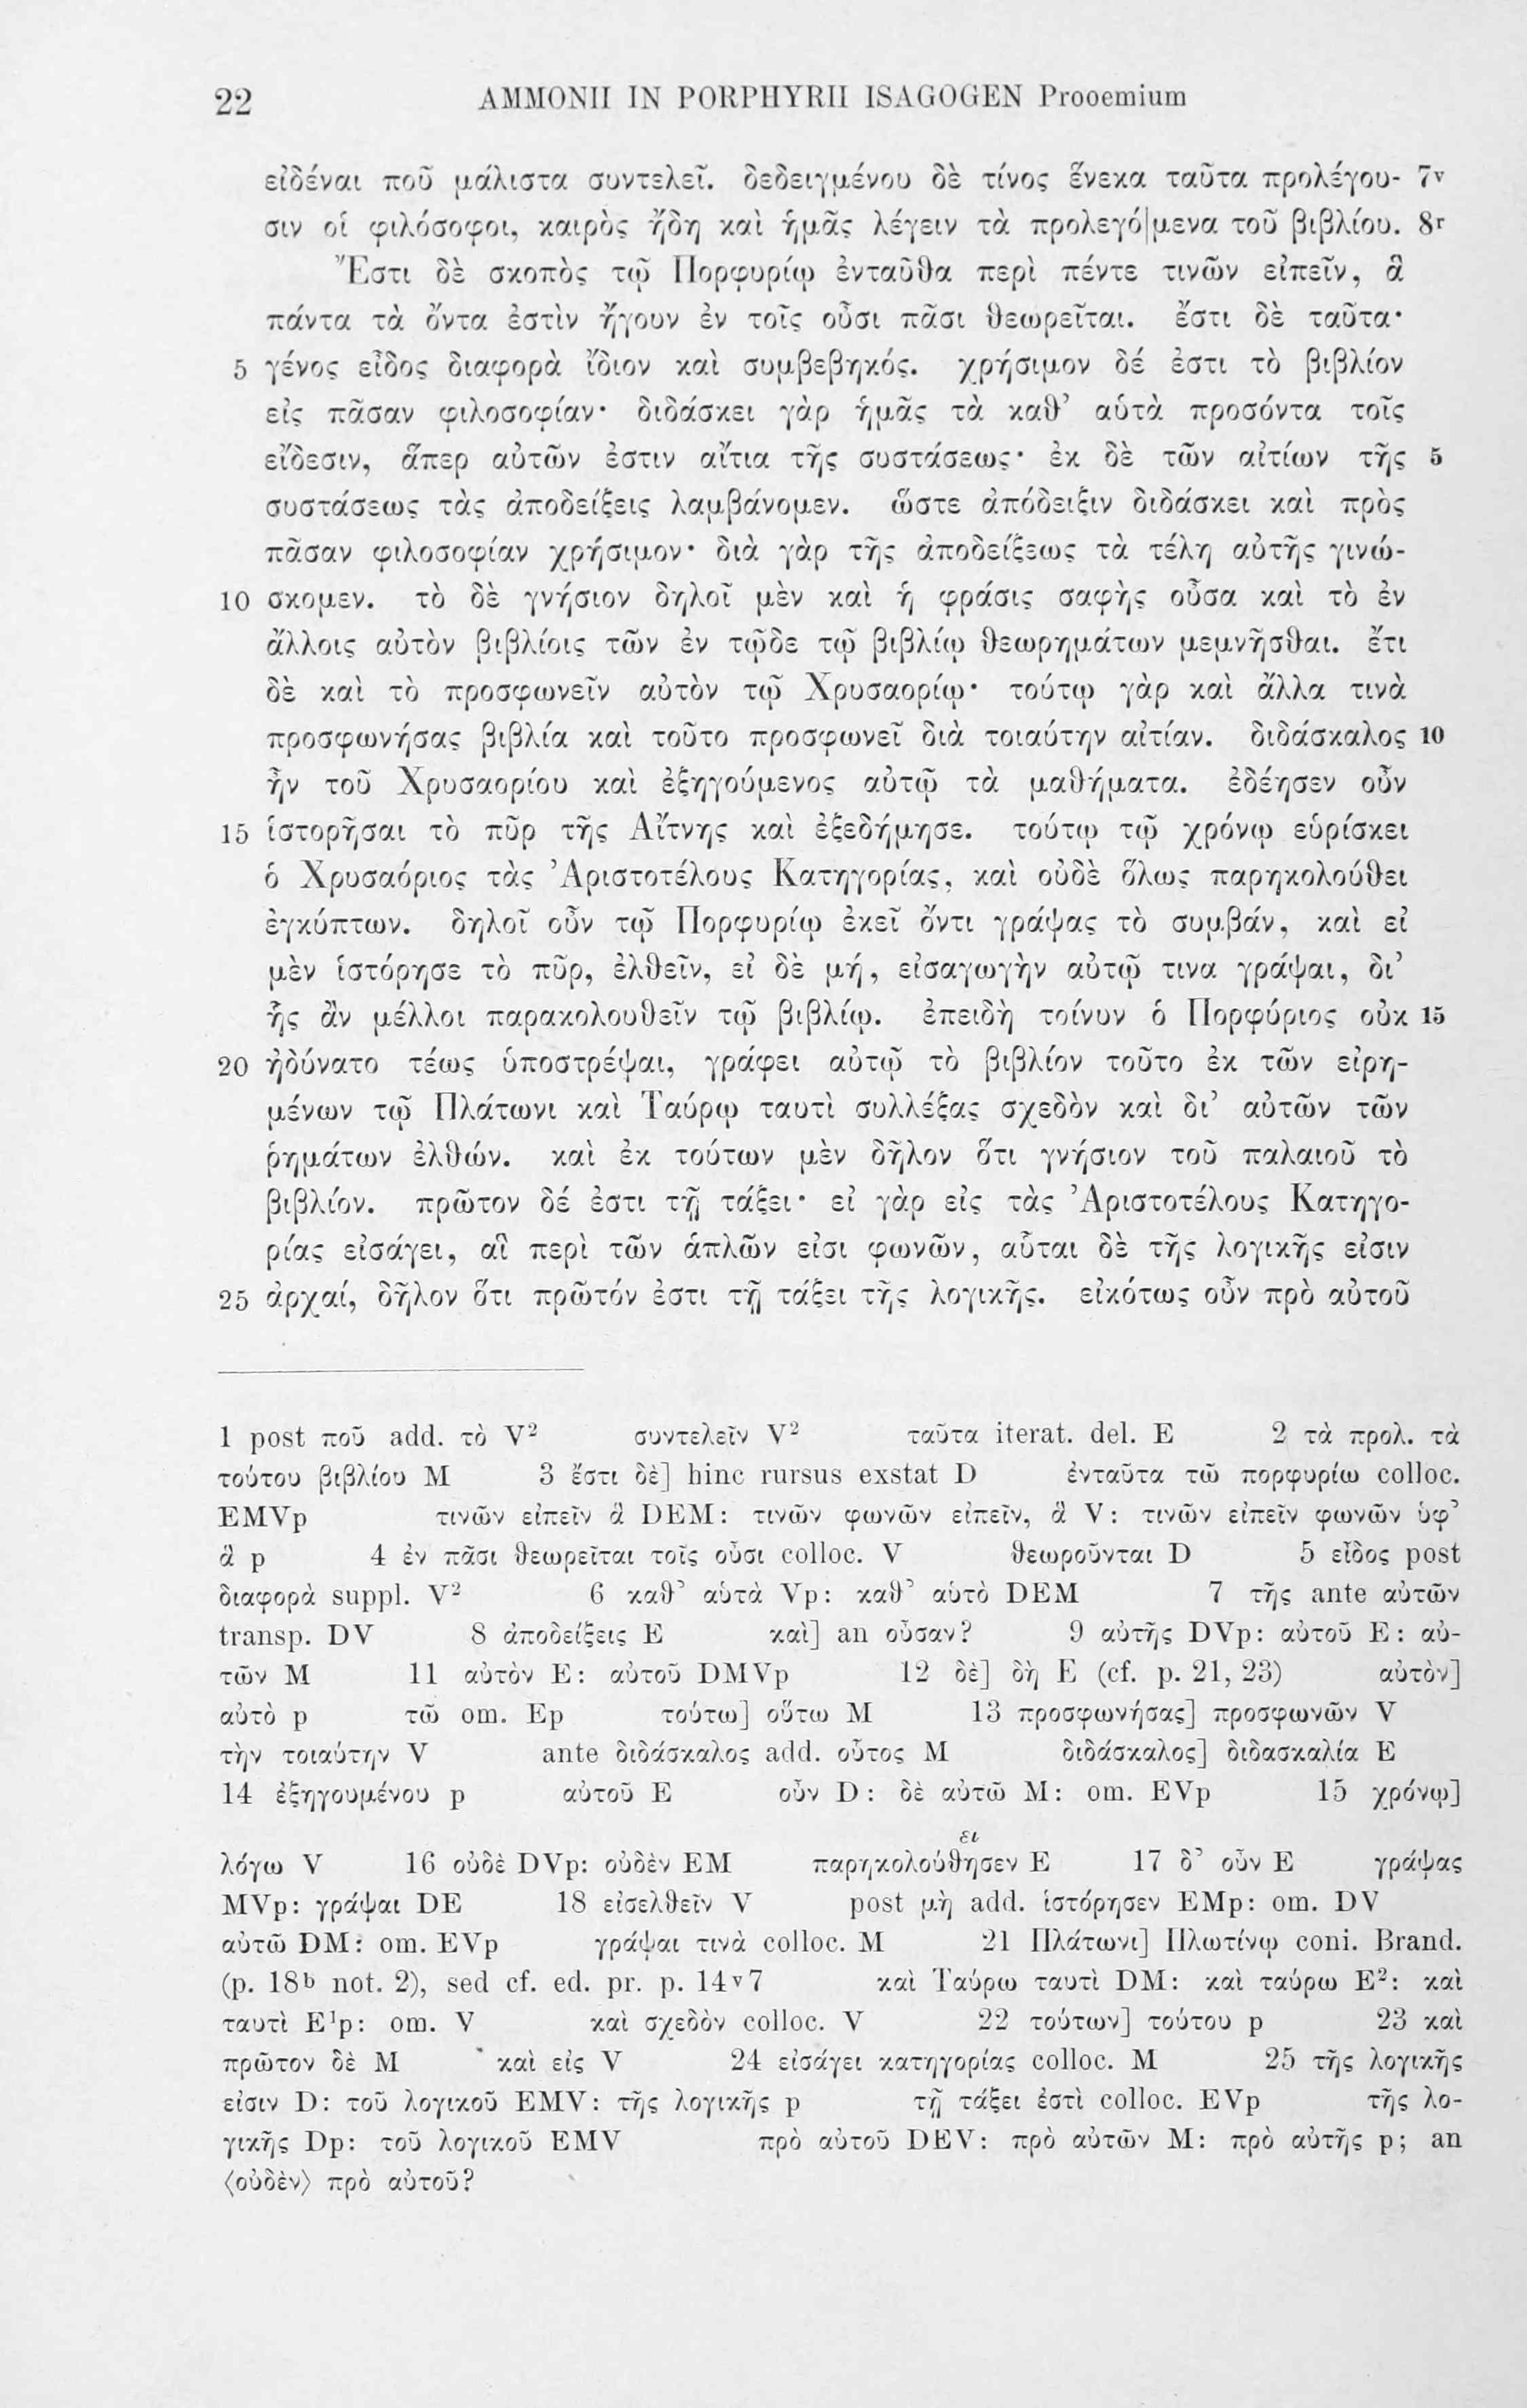 22 AMMONII IN PORPHYRII ISAGOGEN Prooemium
εἰδέναι ποῦ μάλιστα συντελεῖ. δεδειγμένου δὲ τίνος ἕνεκα ταῦτα προλέγου- 7v
σιν οἱ φιλόσοφοι, καιρὸς ἤδη καὶ ἡμᾶς λέγειν τὰ προλεγό|μενα τοῦ βιβλίου. 8r
Ἔστι δὲ σκοπὸς τῷ Πορφυρίῳ ἐνταῦθα περὶ πέντε τινῶν εἰπεῖν, ἃ
πάντα τὰ ὄντα ἐστὶν ἤγουν ἐν τοῖς οὖσι πᾶσι θεωρεῖται. ἔστι δὲ ταῦτα·
5 γένος εἶδος διαφορὰ ἴδιον καὶ συμβεβηκός. χρήσιμον δέ ἐστι τὸ βιβλίον
εἰς πᾶσαν φιλοσοφίαν· διδάσκει γὰρ ἡμᾶς τὰ καθ’ αὑτὰ προσόντα τοῖς
εἴδεσιν, ἅπερ αὐτῶν ἐστιν αἴτια τῆς συστάσεως· ἐκ δὲ τῶν αἰτίων τῆς 5
συστάσεως τὰς ἀποδείξεις λαμβάνομεν. ὥστε ἀπόδειξιν διδάσκει καὶ πρὸς
πᾶσαν φιλοσοφίαν χρήσιμον· διὰ γὰρ τῆς ἀποδείξεως τὰ τέλη αὐτῆς γινώ-
10 σκομεν. τὸ δὲ γνήσιον δηλοῖ μὲν καὶ ἡ φράσις σαφὴς οὖσα καὶ τὸ ἐν
ἄλλοις αὐτὸν βιβλίοις τῶν ἐν τῷδε τῷ βιβλίῳ θεωρημάτων μεμνῆσθαι. ἔτι
δὲ καὶ τὸ προσφωνεῖν αὐτὸν τῷ Χρυσαορίῳ· τούτῳ γὰρ καὶ ἄλλα τινὰ
προσφωνήσας βιβλία καὶ τοῦτο προσφωνεῖ διὰ τοιαύτην αἰτίαν. διδάσκαλος 10
ἦν τοῦ Χρυσαορίου καὶ ἐξηγούμενος αὐτῷ τὰ μαθήματα. ἐδέησεν οὖν
15 ἱστορῆσαι τὸ πῦρ τῆς Αἴτνης καὶ ἐξεδήμησε. τούτῳ τῷ χρόνῳ εὑρίσκει
ὁ Χρυσαόριος τὰς Ἀριστοτέλους Κατηγορίας, καὶ οὐδὲ ὅλως παρηκολούθει
ἐγκύπτων. δηλοῖ οὖν τῷ Πορφυρίῳ ἐκεῖ ὄντι γράψας τὸ συμβάν, καὶ εἰ
μὲν ἱστόρησε τὸ πῦρ, ἐλθεῖν, εἰ δὲ μή, εἰσαγωγὴν αὐτῷ τινα γράψαι, δι’
ἧς ἂν μέλλοι παρακολουθεῖν τῷ βιβλίῳ. ἐπειδὴ τοίνυν ὁ Πορφύριος οὐκ 15
20 ἠδύνατο τέως ὑποστρέψαι, γράφει αὐτῷ τὸ βιβλίον τοῦτο ἐκ τῶν εἰρη-
μένων τῷ Πλάτωνι καὶ Ταύρῳ ταυτὶ συλλέξας σχεδὸν καὶ δι’ αὐτῶν τῶν
ῥημάτων ἐλθών. καὶ ἐκ τούτων μὲν δῆλον ὅτι γνήσιον τοῦ παλαιοῦ τὸ
βιβλίον. πρῶτον δέ ἐστι τῇ τάξει· εἰ γὰρ εἰς τὰς Ἀριστοτέλους Κατηγο-
ρίας εἰσάγει, αἳ περὶ τῶν ἁπλῶν εἰσι φωνῶν, αὗται δὲ τῆς λογικῆς εἰσιν
25 ἀρχαί, δῆλον ὅτι πρῶτόν ἐστι τῇ τάξει τῆς λογικῆς. εἰκότως οὖν πρὸ αὐτοῦ
1 post ποῦ add. τὸ V² συντελεῖν V² ταῦτα iterat. del. E 2 τὰ προλ. τὰ
τούτου βιβλίου M 3 ἔστι δὲ] hinc rursus exstat D ἐνταῦτα τῶ πορφυρίω colloc.
EMVp τινῶν εἰπεῖν ἃ DEM: τινῶν φωνῶν εἰπεῖν, ἃ V: τινῶν εἰπεῖν φωνῶν ὑφ’
ἃ p 4 ἐν πᾶσι θεωρεῖται τοῖς οὖσι colloc. V θεωροῦνται D 5 εἶδος post
διαφορὰ suppl. V² 6 καθ’ αὑτὰ Vp: καθ’ αὑτὸ DEM 7 τῆς ante αὐτῶν
transp. DV 8 ἀποδείξεις E καὶ] an οὖσαν? 9 αὐτῆς DVp: αὐτοῦ E: αὐ-
τῶν M 11 αὐτὸν E: αὐτοῦ DMVp 12 δὲ] δὴ E (cf. p. 21, 23) αὐτὸν]
αὐτὸ p τῶ om. Ep τούτω] οὕτω M 13 προσφωνήσας] προσφωνῶν V
τὴν τοιαύτην V ante διδάσκαλος add. οὗτος M διδάσκαλος] διδασκαλία E
14 ἐξηγουμένου p αὐτοῦ E οὖν D: δὲ αὐτῶ M: om. EVp 15 χρόνῳ]
λόγω V 16 οὐδὲ DVp: οὐδὲν EM παρηκολούθησεν ει E 17 δ’ οὖν E γράψας
MVp: γράψαι DE 18 εἰσελθεῖν V post μὴ add. ἱστόρησεν EMp: om. DV
αὐτῶ DM: om. EVp γράψαι τινὰ colloc. M 21 Πλάτωνι] Πλωτίνῳ coni. Brand.
(p. 18b not. 2), sed cf. ed. pr. p. 14v7 καὶ Ταύρω ταυτὶ DM: καὶ ταύρω E²: καὶ
ταυτὶ E¹p: om. V καὶ σχεδὸν colloc. V 22 τούτων] τούτου p 23 καὶ
πρῶτον δὲ M καὶ εἰς V 24 εἰσάγει κατηγορίας colloc. M 25 τῆς λογικῆς
εἰσιν D: τοῦ λογικοῦ EMV: τῆς λογικῆς p τῇ τάξει ἐστὶ colloc. EVp τῆς λο-
γικῆς Dp: τοῦ λογικοῦ EMV πρὸ αὐτοῦ DEV: πρὸ αὐτῶν M: πρὸ αὐτῆς p; an
⟨οὐδὲν⟩ πρὸ αὐτοῦ?